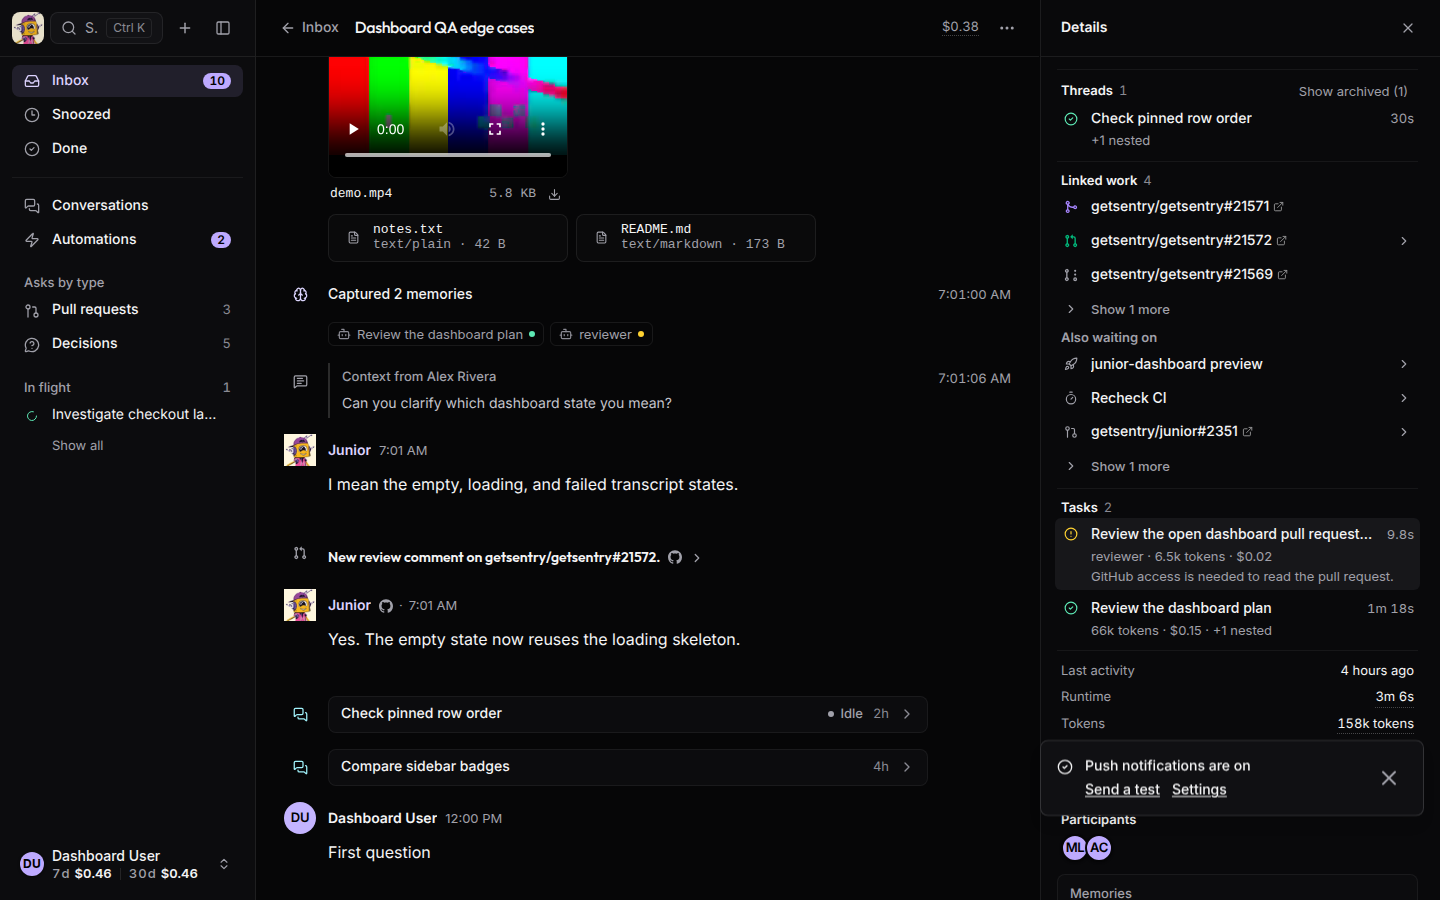 S.
Ctrl K
Inbox
10
Snoozed
Done
Conversations
Automations
2
Asks by type
Pull requests
3
Decisions
5
In flight
1
Investigate checkout la...
Show all
DU
Dashboard User
7d $0.46
30d $0.46
Inbox
Dashboard QA edge cases
$0.38
0:00
demo.mp4
5.8 KB
notes.txt
text/plain · 42 B
README.md
text/markdown · 173 B
Captured 2 memories
7:01:00 AM
Review the dashboard plan
reviewer
Context from Alex Rivera
7:01:06 AM
Can you clarify which dashboard state you mean?
Junior 7:01 AM
I mean the empty, loading, and failed transcript states.
New review comment on getsentry/getsentry#21572.
Junior · 7:01 AM
Yes. The empty state now reuses the loading skeleton.
Check pinned row order
Idle 2h
Compare sidebar badges
4h
DU
Dashboard User 12:00 PM
First question
Details
Threads 1
Show archived (1)
Check pinned row order
30s
+1 nested
Linked work 4
getsentry/getsentry#21571
getsentry/getsentry#21572
getsentry/getsentry#21569
Show 1 more
Also waiting on
junior-dashboard preview
Recheck CI
getsentry/junior#2351
Show 1 more
Tasks 2
Review the open dashboard pull request...
9.8s
reviewer · 6.5k tokens · $0.02
GitHub access is needed to read the pull request.
Review the dashboard plan
1m 18s
66k tokens · $0.15 · +1 nested
Last activity
4 hours ago
Runtime
3m 6s
Tokens
158k tokens
Push notifications are on
Send a test Settings
Participants
ML AC
Memories